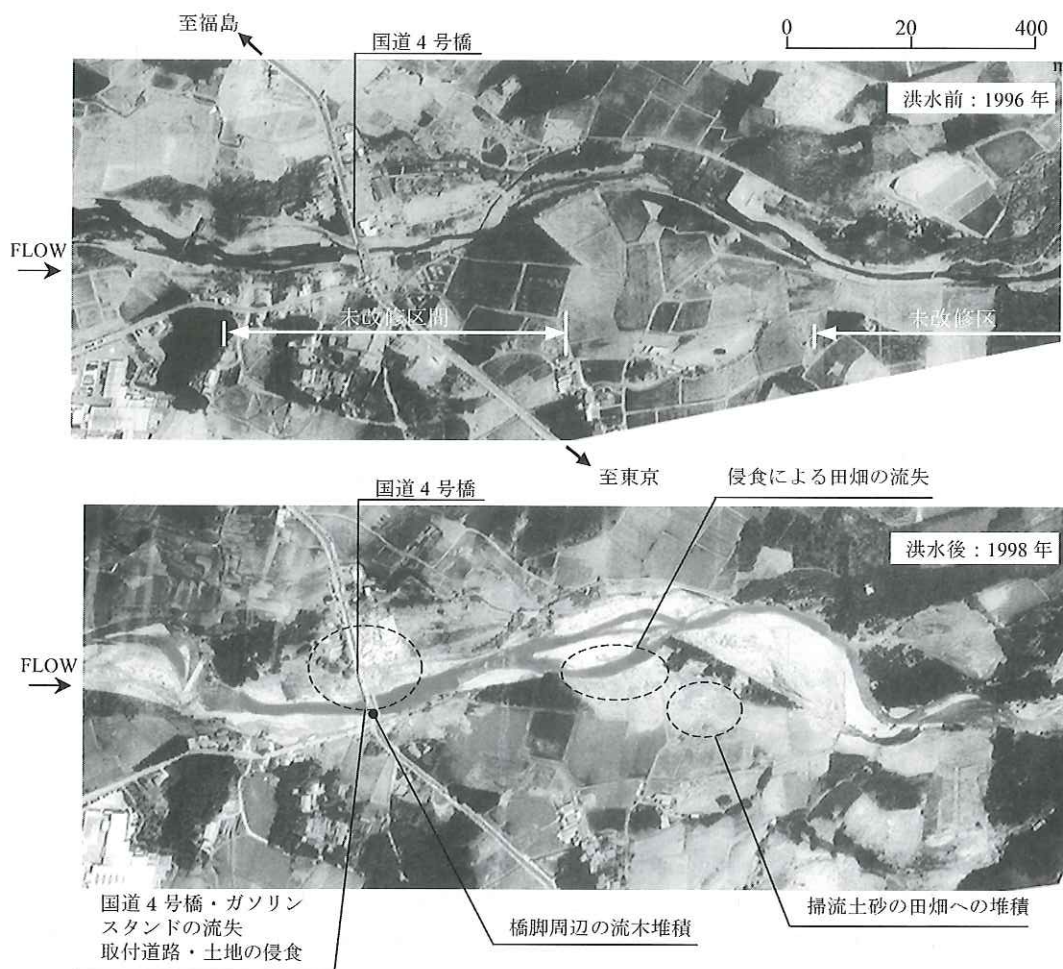 至福島
国道4号橋
0 20 400
m
洪水前：1996年
FLOW
未改修区間
未改修区
至東京
国道4号橋
侵食による田畑の流失
洪水後：1998年
FLOW
国道4号橋・ガソリン
スタンドの流失
取付道路・土地の侵食
橋脚周辺の流木堆積
掃流土砂の田畑への堆積